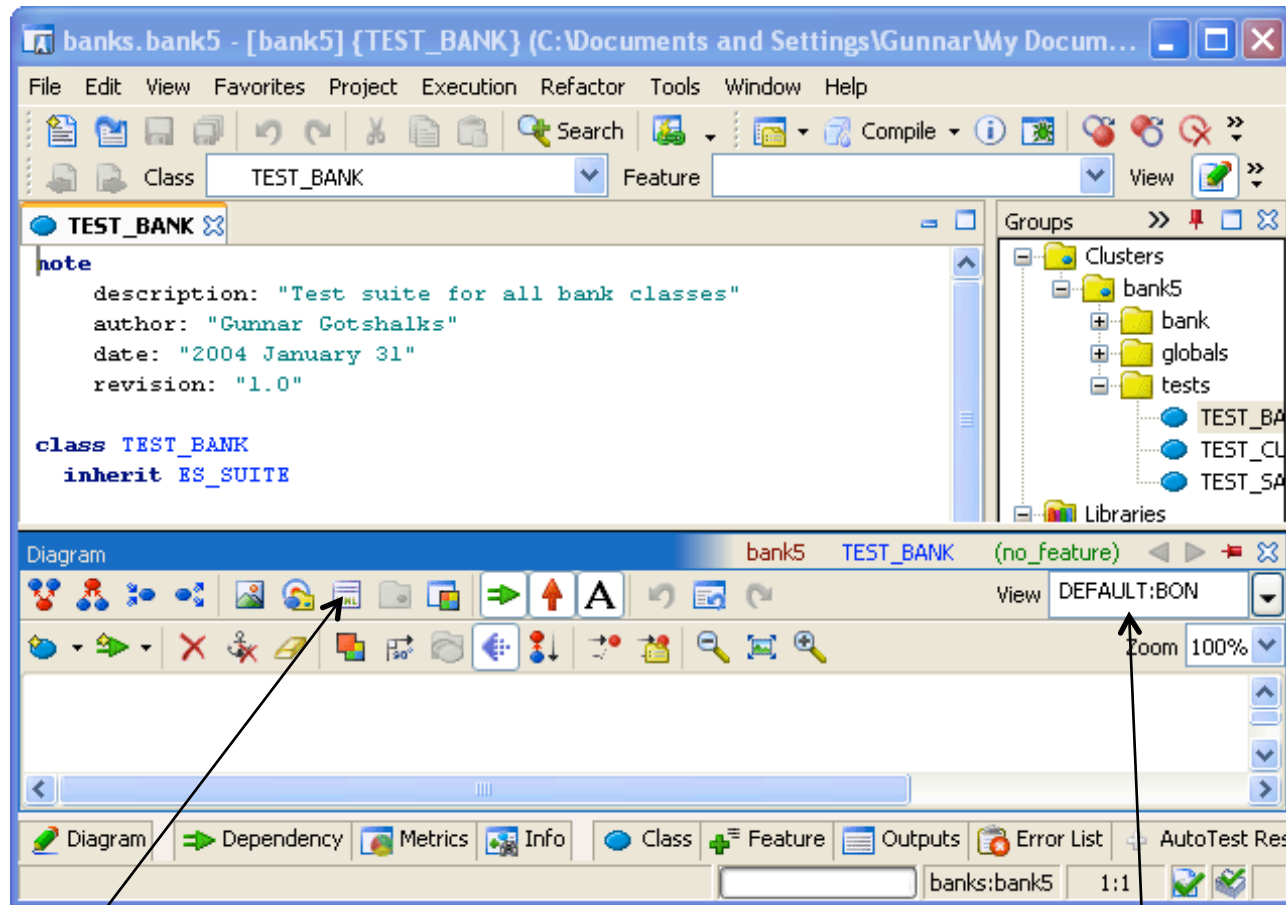 banks.bank5 - [bank5] {TEST_BANK} (C:\Documents and Settings\Gunnar\My Docum...
File Edit View Favorites Project Execution Refactor Tools Window Help
Search Compile
Class TEST_BANK Feature View
TEST_BANK
Groups
note
description: "Test suite for all bank classes"
author: "Gunnar Gotshalks"
date: "2004 January 31"
revision: "1.0"
class TEST_BANK
inherit ES_SUITE
Clusters
bank5
bank
globals
tests
TEST_BA
TEST_CU
TEST_SA
Libraries
Diagram bank5 TEST_BANK (no_feature)
A View DEFAULT:BON
Zoom 100%
Diagram Dependency Metrics Info Class Feature Outputs Error List AutoTest Res
banks:bank5 1:1